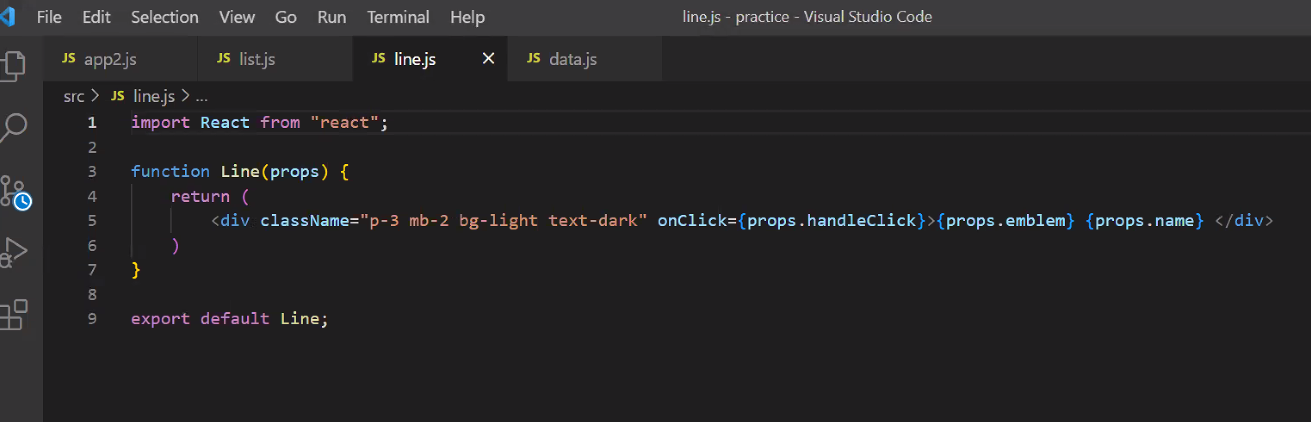 File Edit Selection View Go Run Terminal Help line.js - practice - Visual Studio Code
JS app2.js JS list.js JS line.js × JS data.js
src > JS line.js > ...
1 import React from "react";
2
3 function Line(props) {
4 return (
5 <div className="p-3 mb-2 bg-light text-dark" onClick={props.handleClick}>{props.emblem} {props.name} </div>
6 )
7 }
8
9 export default Line;